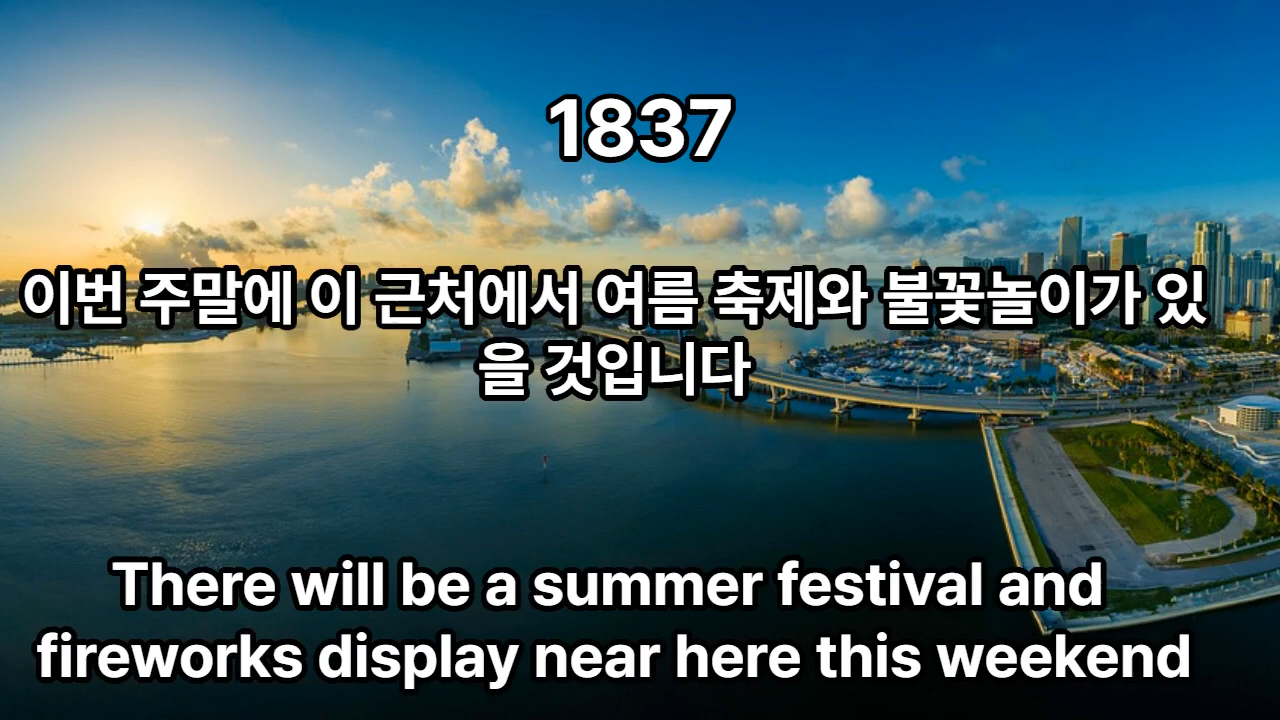 1837
이번 주말에 이 근처에서 여름 축제와 불꽃놀이가 있
을 것입니다
There will be a summer festival and
fireworks display near here this weekend